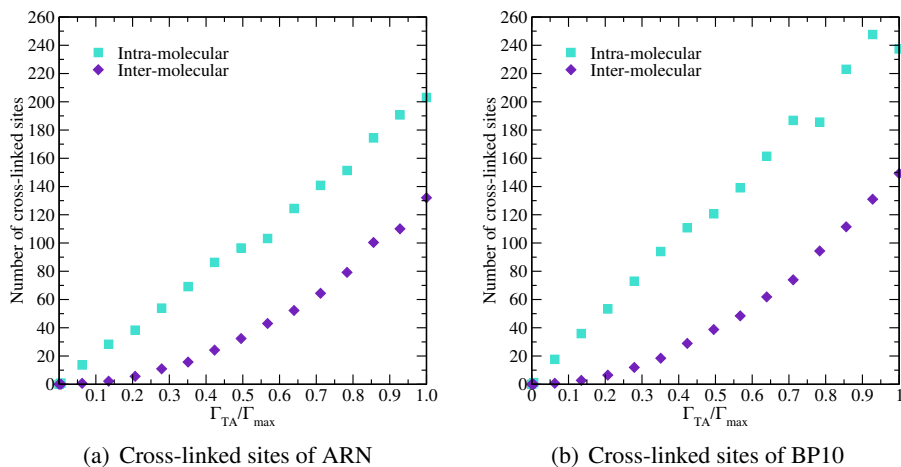 260
240
220
200
180
160
140
120
100
80
60
40
20
0
Number of cross-linked sites
Intra-molecular
Inter-molecular
0 0.1 0.2 0.3 0.4 0.5 0.6 0.7 0.8 0.9 1.0
Γ_TA/Γ_max
(a) Cross-linked sites of ARN
260
240
220
200
180
160
140
120
100
80
60
40
20
0
Number of cross-linked sites
Intra-molecular
Inter-molecular
0 0.1 0.2 0.3 0.4 0.5 0.6 0.7 0.8 0.9 1.0
Γ_TA/Γ_max
(b) Cross-linked sites of BP10